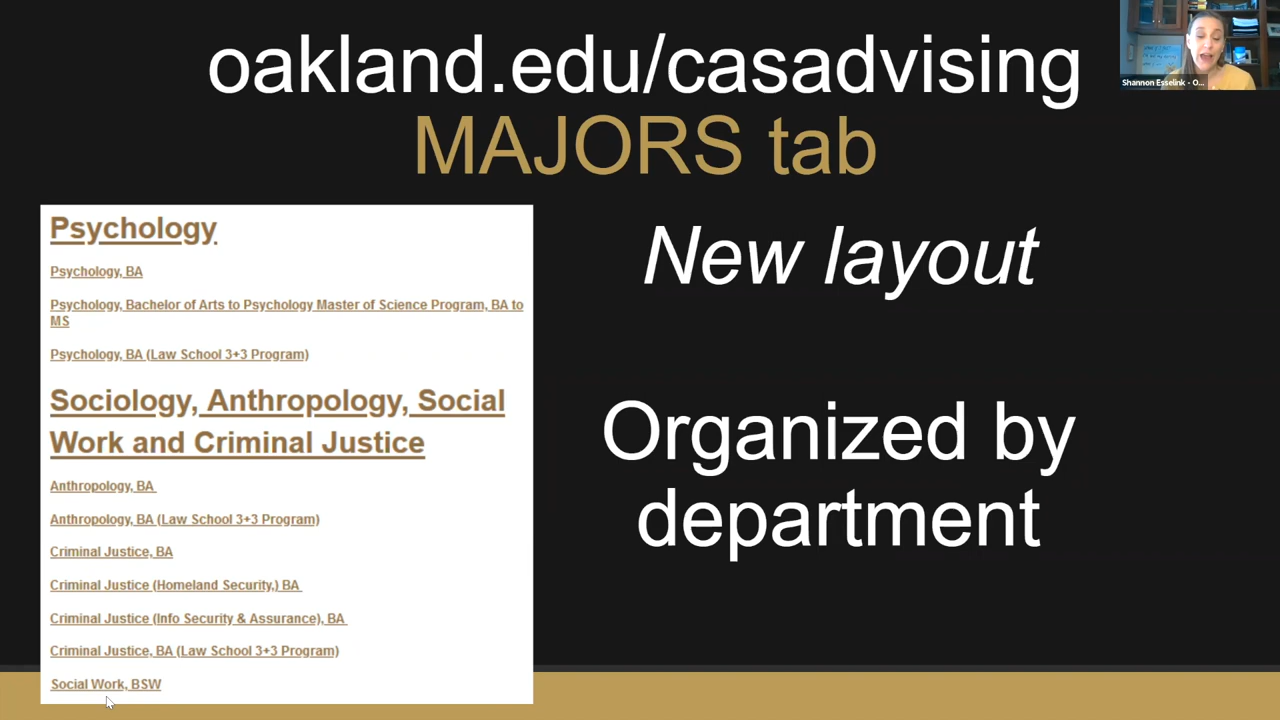 oakland.edu/casadvising
MAJORS tab
Shannon Esselink - O...
Psychology
Psychology, BA
Psychology, Bachelor of Arts to Psychology Master of Science Program, BA to
MS
Psychology, BA (Law School 3+3 Program)
Sociology, Anthropology, Social
Work and Criminal Justice
Anthropology, BA
Anthropology, BA (Law School 3+3 Program)
Criminal Justice, BA
Criminal Justice (Homeland Security,) BA
Criminal Justice (Info Security & Assurance), BA
Criminal Justice, BA (Law School 3+3 Program)
Social Work, BSW
New layout
Organized by
department